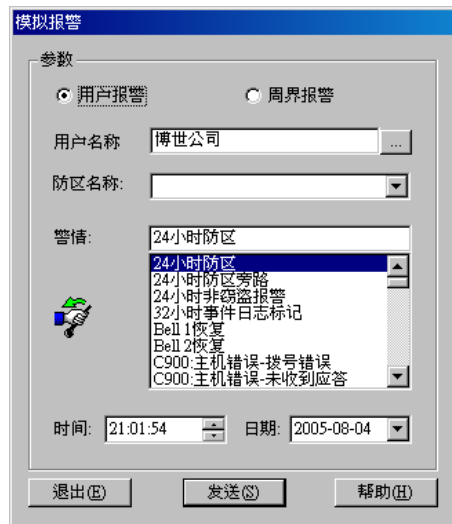 模拟报警
参数
用户报警 周界报警
用户名称 博世公司 ...
防区名称:
警情: 24小时防区
24小时防区
24小时防区旁路
24小时非窃盗报警
32小时事件日志标记
Bell 1恢复
Bell 2恢复
C900:主机错误-拨号错误
C900:主机错误-未收到应答
时间: 21:01:54 日期: 2005-08-04
退出(E) 发送(S) 帮助(H)